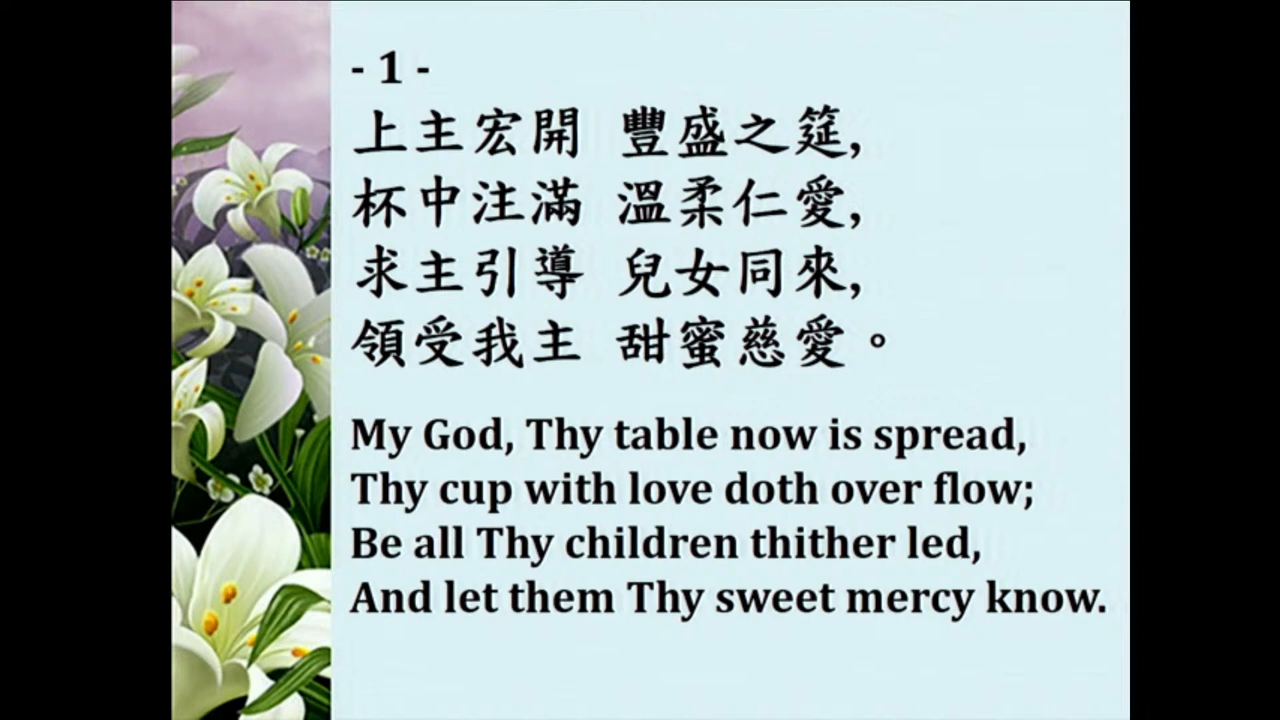 - 1 -
上主宏開 豐盛之筵,
杯中注滿 溫柔仁愛,
求主引導 兒女同來,
領受我主 甜蜜慈愛。
My God, Thy table now is spread,
Thy cup with love doth over flow;
Be all Thy children thither led,
And let them Thy sweet mercy know.